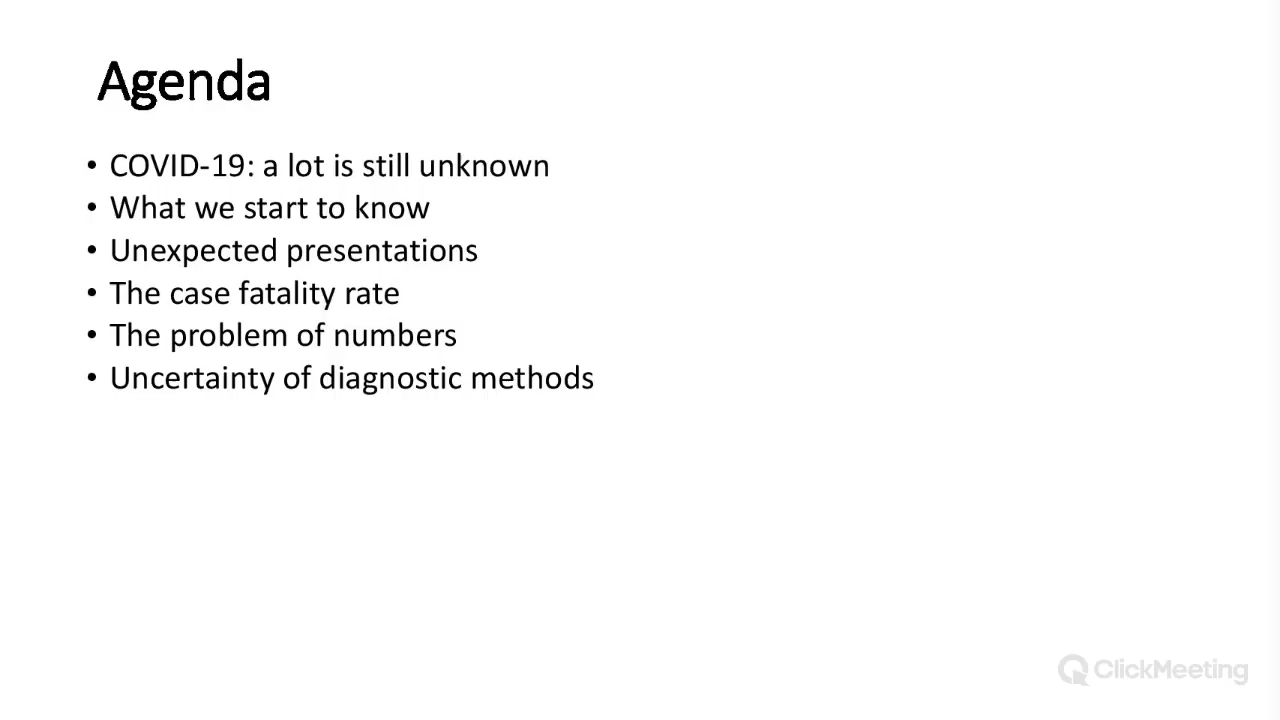 Agenda
• COVID-19: a lot is still unknown
• What we start to know
• Unexpected presentations
• The case fatality rate
• The problem of numbers
• Uncertainty of diagnostic methods
ClickMeeting